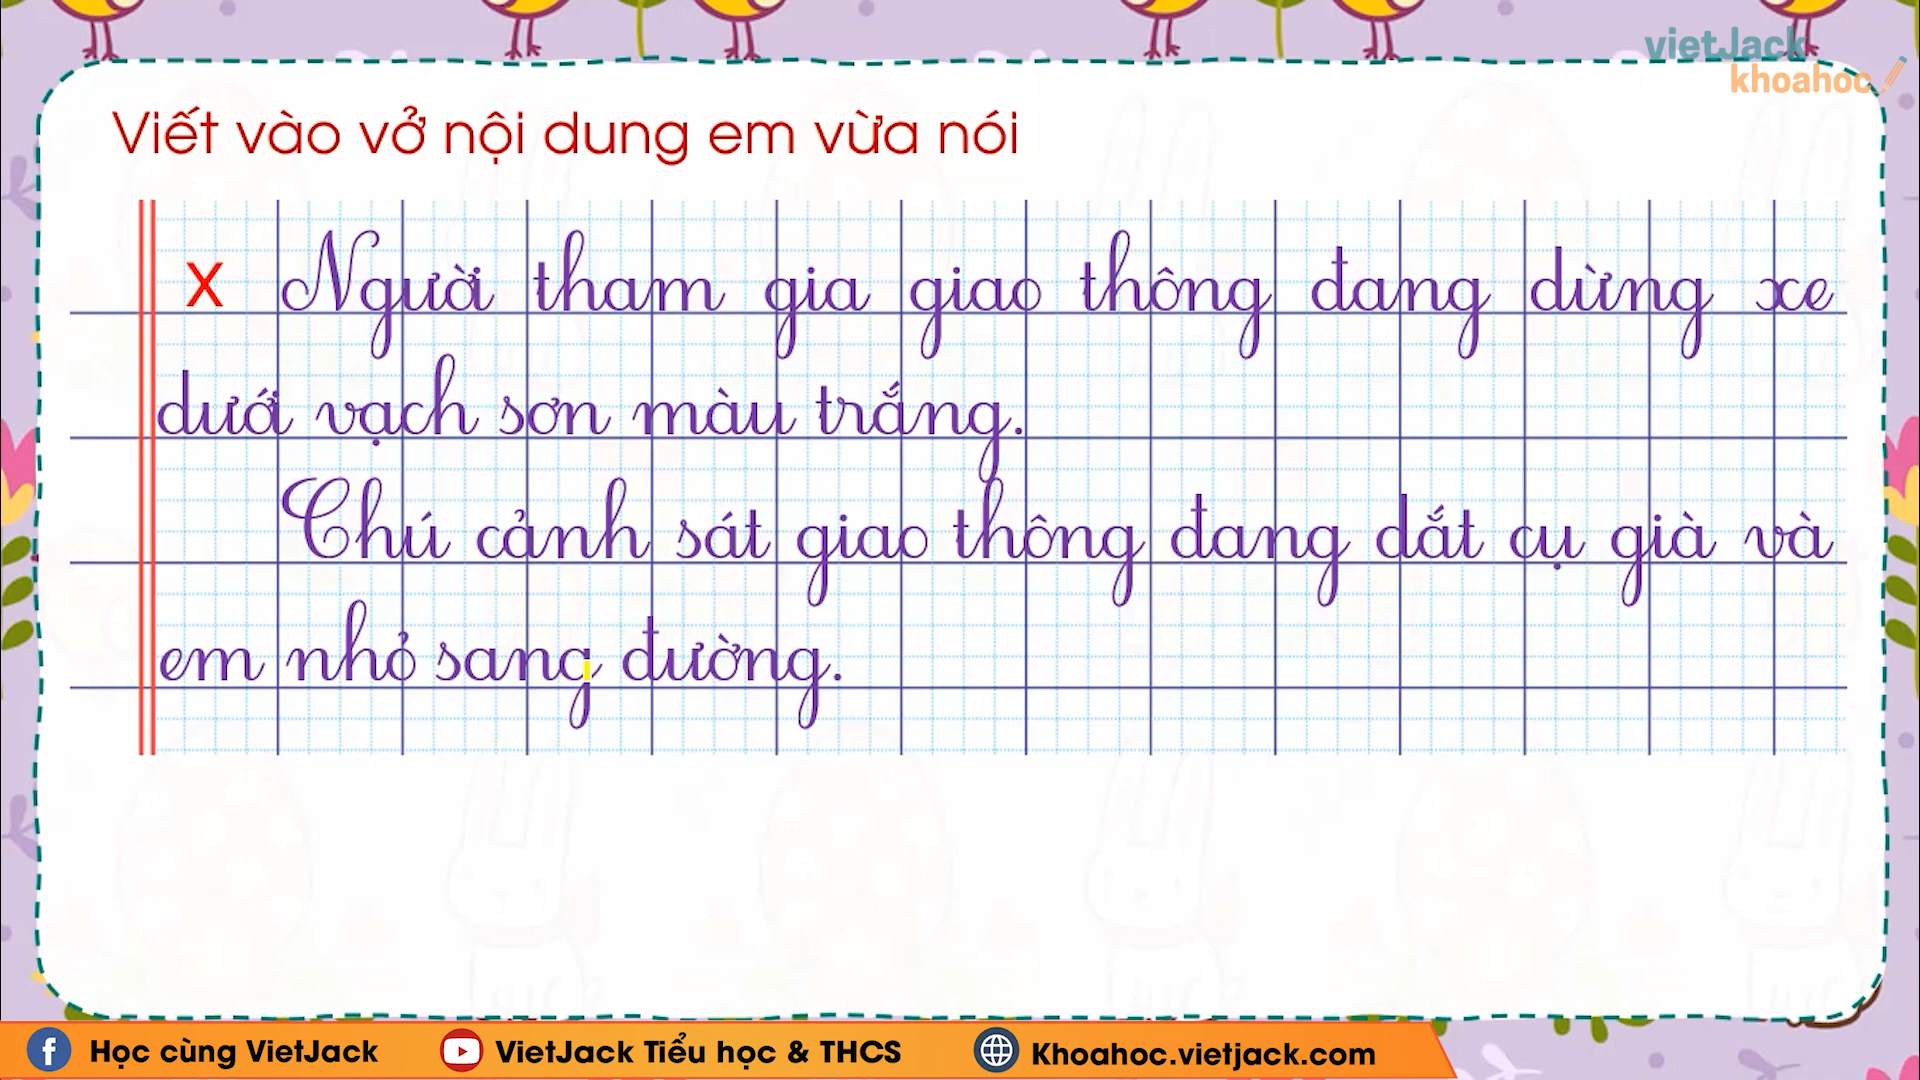 vietJack
khoahoc
Viết vào vở nội dung em vừa nói
X Người tham gia giao thông đang dừng xe
dưới vạch sơn màu trắng.
Chú cảnh sát giao thông đang dắt cụ già và
em nhỏ sang đường.
Học cùng VietJack
VietJack Tiểu học & THCS
Khoahoc.vietjack.com